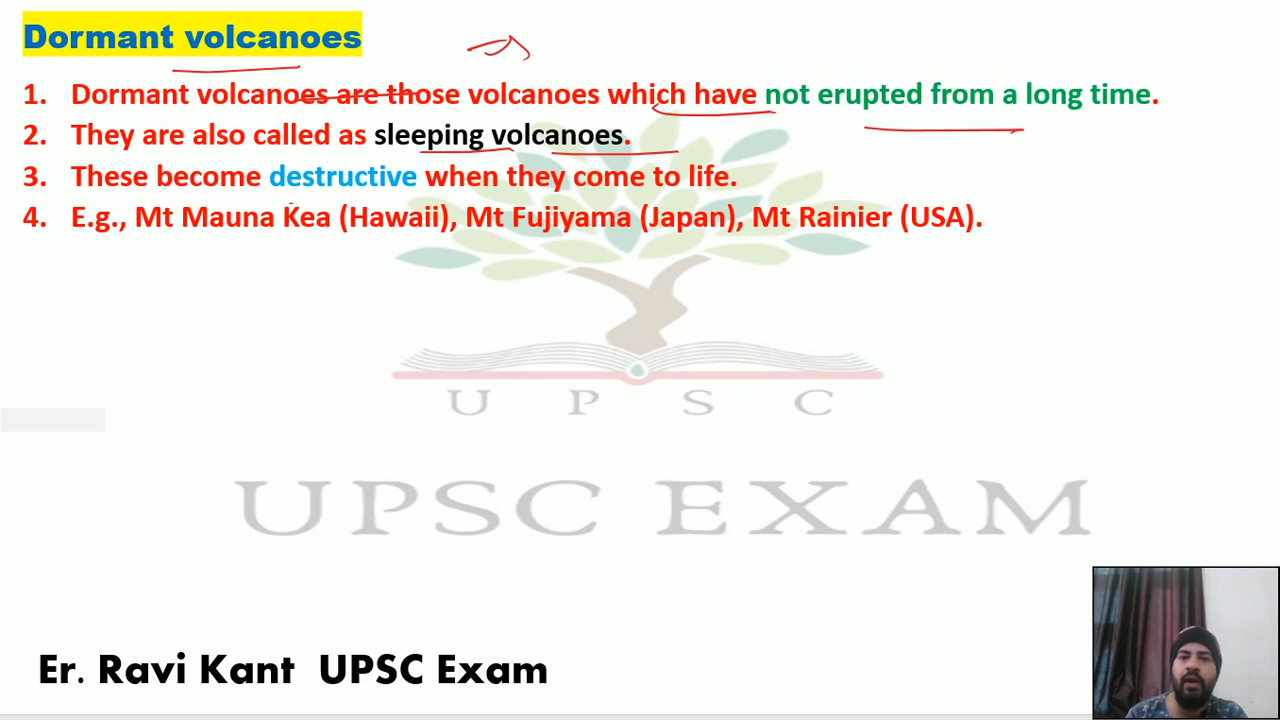 Dormant volcanoes
1. Dormant volcanoes are those volcanoes which have not erupted from a long time.
2. They are also called as sleeping volcanoes.
3. These become destructive when they come to life.
4. E.g., Mt Mauna Kea (Hawaii), Mt Fujiyama (Japan), Mt Rainier (USA).
U P S C
UPSC EXAM
Er. Ravi Kant UPSC Exam